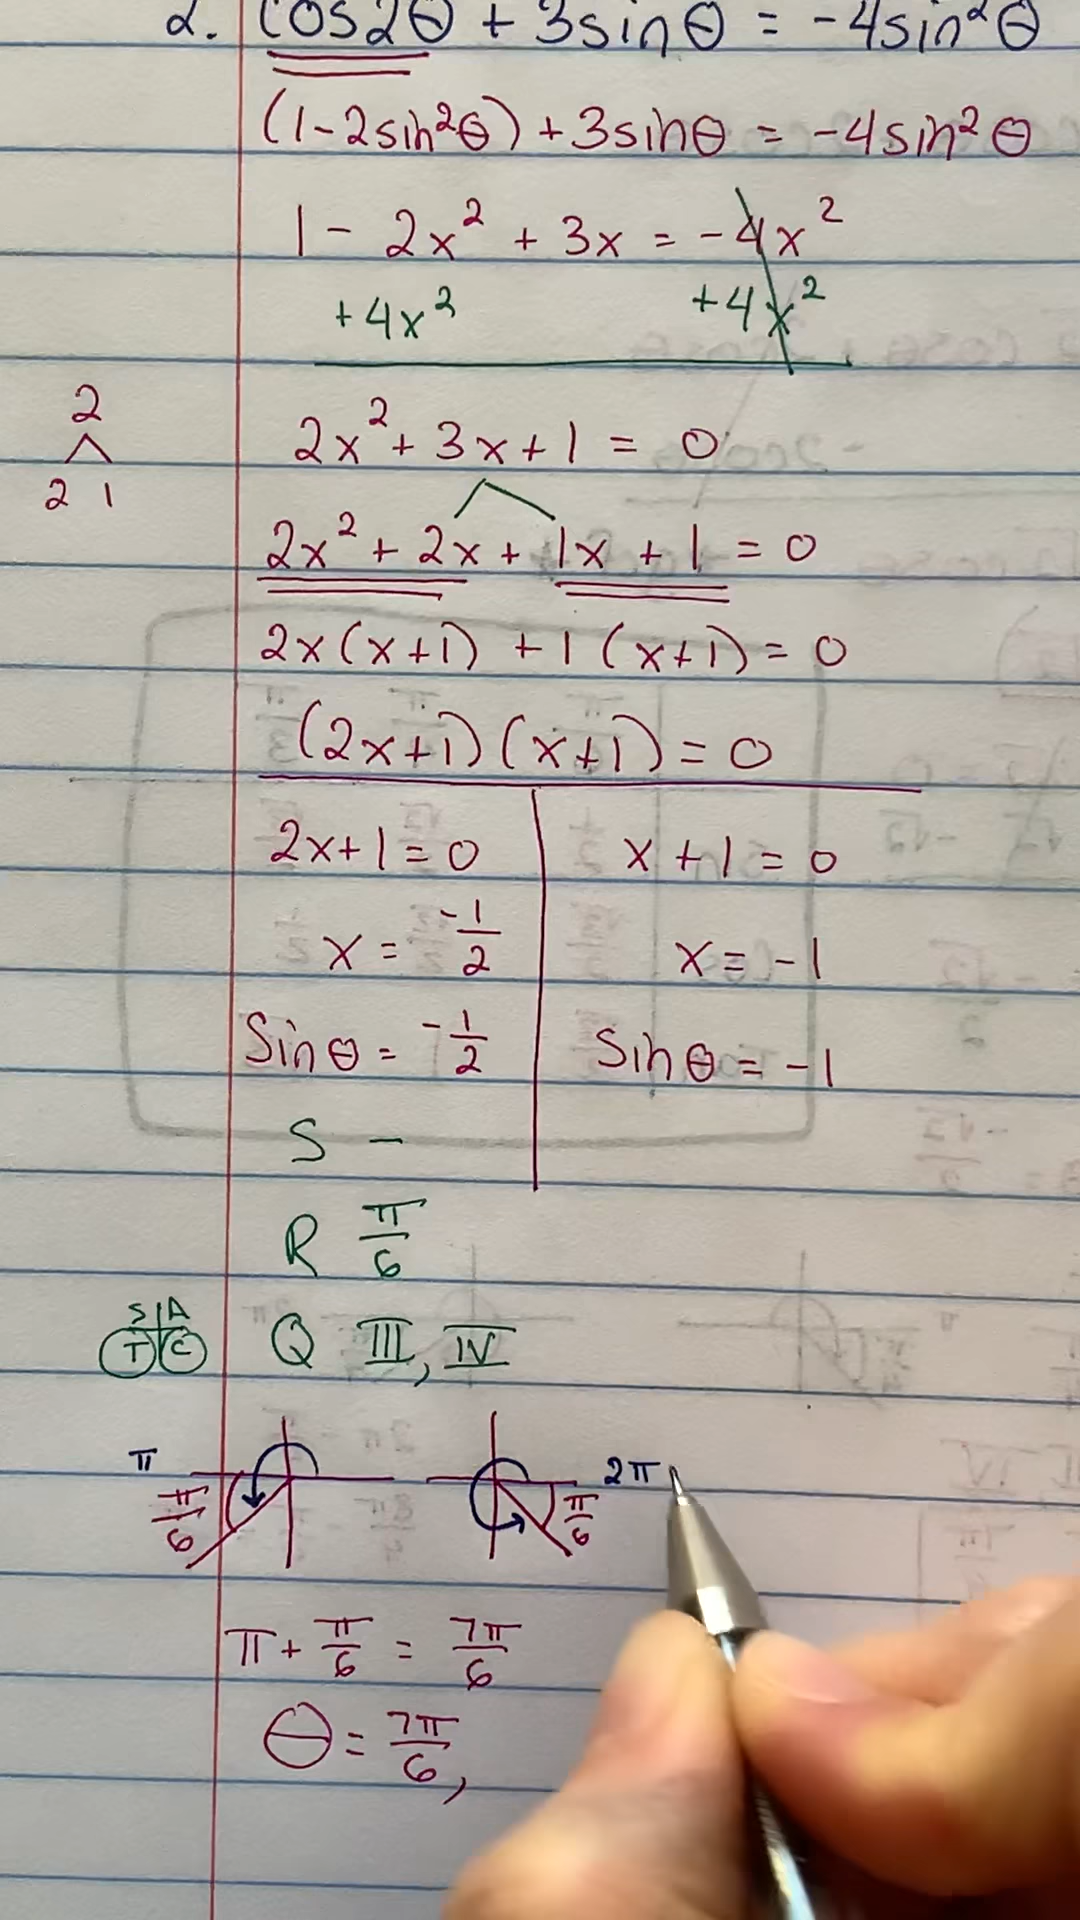 2. cos2θ + 3sinθ = -4sin²θ
(1-2sin²θ) + 3sinθ = -4sin²θ
1 - 2x² + 3x = -4x²
+4x² +4x²
2
2 1
2x² + 3x + 1 = 0
2x² + 2x + 1x + 1 = 0
2x(x+1) + 1(x+1) = 0
(2x+1)(x+1) = 0
2x+1 = 0 x + 1 = 0
x = -1/2 x = -1
Sinθ = -1/2 Sinθ = -1
S -
R π/6
S A
T C
Q III, IV
π π/6 2π π/6
π + π/6 = 7π/6
θ = 7π/6,